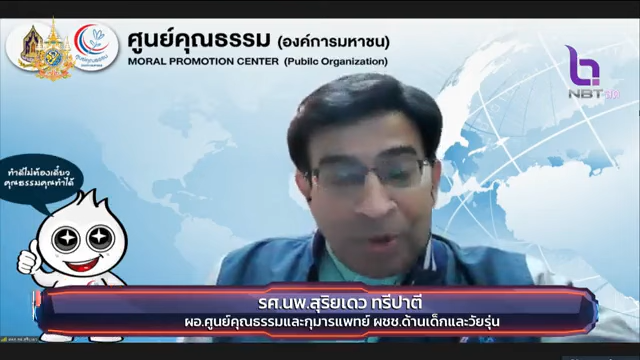 ศูนย์คุณธรรม (องค์การมหาชน)
MORAL PROMOTION CENTER (Public Organization)
NBT
ทำดีไม่ต้องเดี๋ยว
คุณธรรมคุณทำได้
รศ.นพ.สุริยเดว ทรีปาตี
ผอ.ศูนย์คุณธรรมและกุมารแพทย์ ผชช.ด้านเด็กและวัยรุ่น